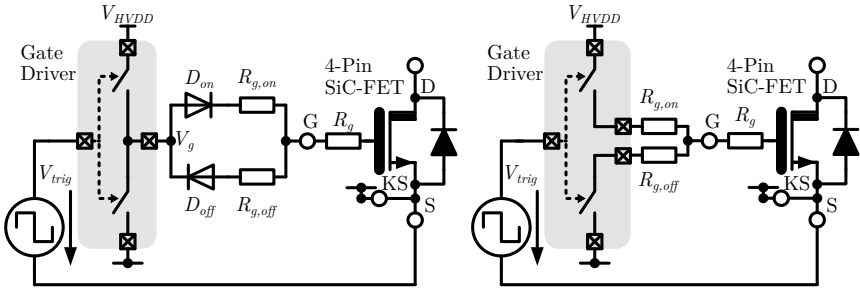 V_HVDD
Gate
Driver
D_on
R_g,on
4-Pin
SiC-FET
D
G
R_g
V_g
V_trig
KS
D_off
R_g,off
S
V_HVDD
Gate
Driver
4-Pin
SiC-FET
D
R_g,on
G
R_g
V_trig
R_g,off
KS
S